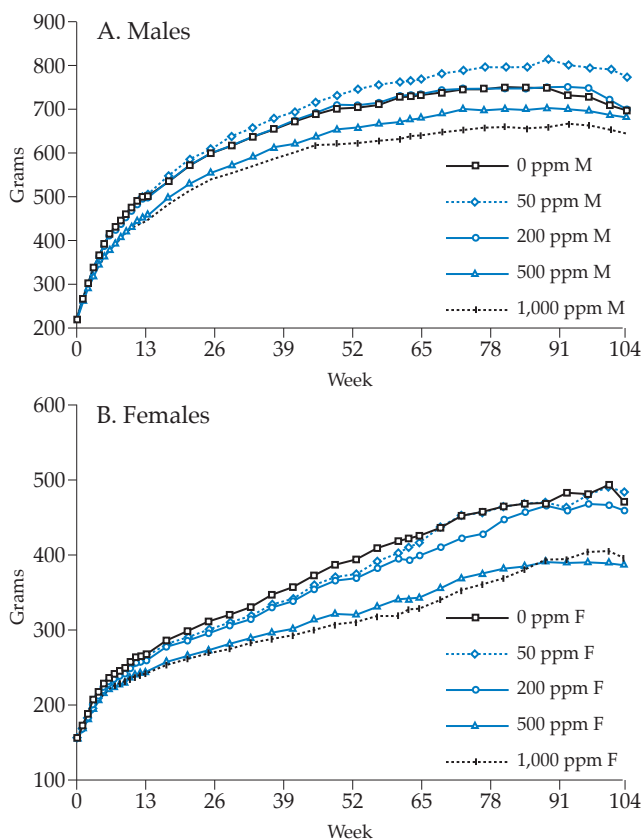 A. Males
900
800
700
600
500
400
300
200
Grams
0 ppm M
50 ppm M
200 ppm M
500 ppm M
1,000 ppm M
0 13 26 39 52 65 78 91 104
Week
B. Females
600
500
400
300
200
100
Grams
0 ppm F
50 ppm F
200 ppm F
500 ppm F
1,000 ppm F
0 13 26 39 52 65 78 91 104
Week